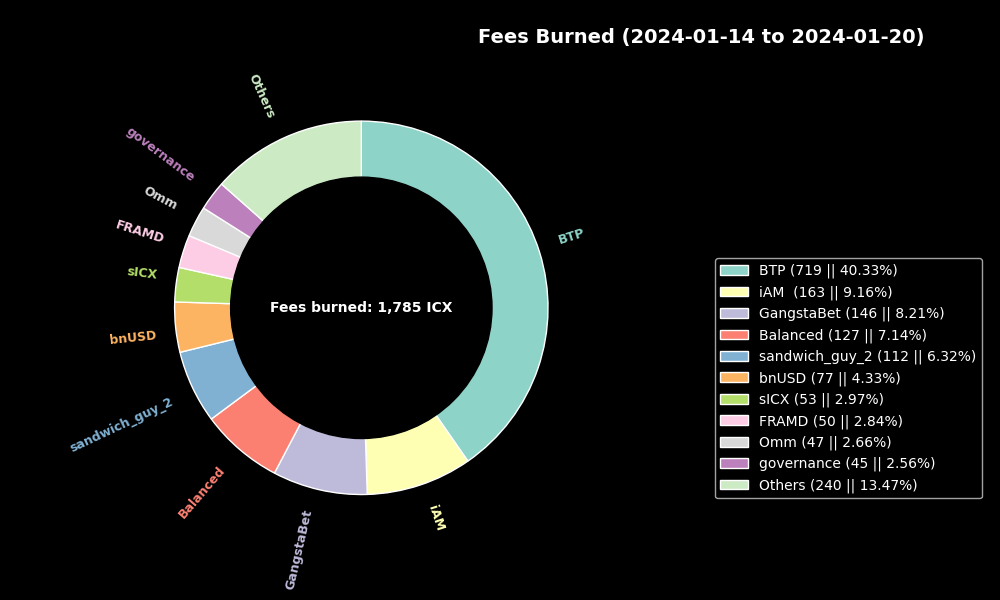 Fees Burned (2024-01-14 to 2024-01-20)
Others
governance
Omm
FRAMD
sICX
bnUSD
sandwich_guy_2
Balanced
GangstaBet
iAM
BTP
Fees burned: 1,785 ICX
BTP (719 || 40.33%)
iAM  (163 || 9.16%)
GangstaBet (146 || 8.21%)
Balanced (127 || 7.14%)
sandwich_guy_2 (112 || 6.32%)
bnUSD (77 || 4.33%)
sICX (53 || 2.97%)
FRAMD (50 || 2.84%)
Omm (47 || 2.66%)
governance (45 || 2.56%)
Others (240 || 13.47%)